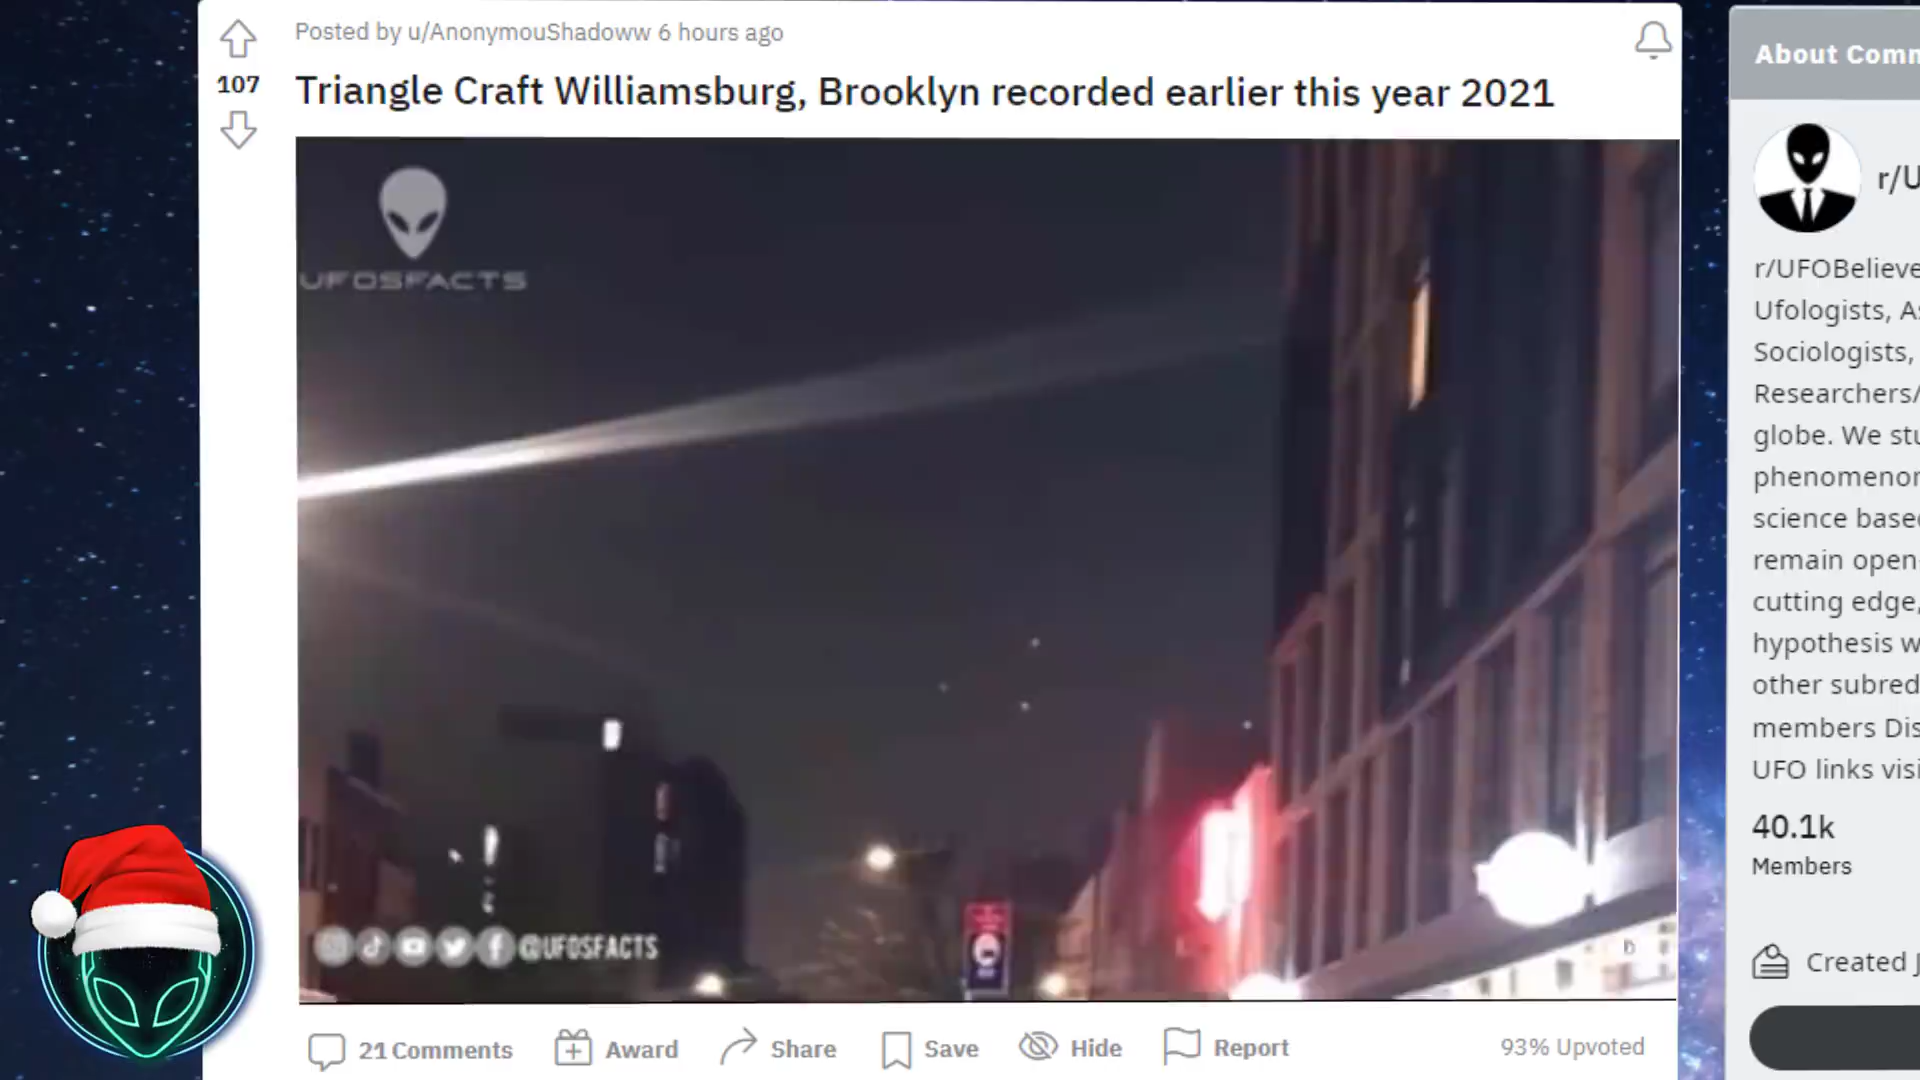 Posted by u/AnonymouShadoww 6 hours ago
107
Triangle Craft Williamsburg, Brooklyn recorded earlier this year 2021
UFOSFACTS
@UFOSFACTS
21 Comments
Award
Share
Save
Hide
Report
93% Upvoted
About Comm
r/U
r/UFOBelieve
Ufologists, As
Sociologists,
Researchers/
globe. We stu
phenomenon
science based
remain open-
cutting edge,
hypothesis w
other subred
members Dis
UFO links visi
40.1k
Members
Created J